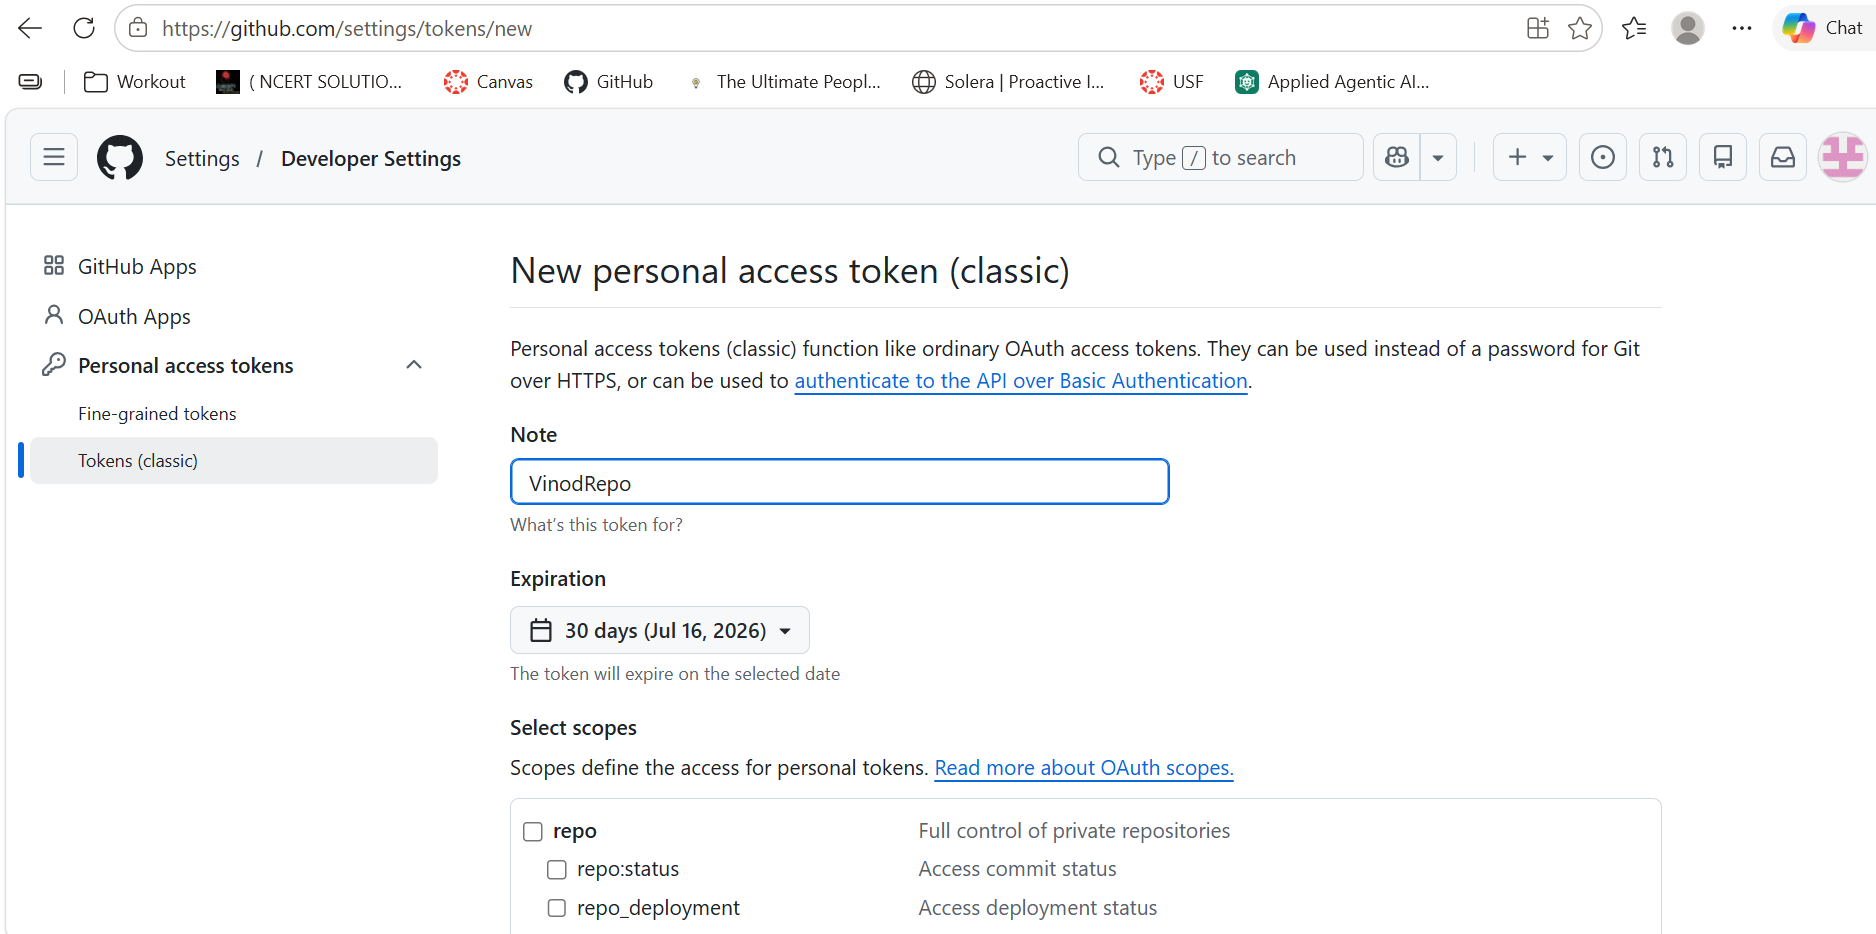 https://github.com/settings/tokens/new
Chat
Workout
( NCERT SOLUTIO...
Canvas
GitHub
The Ultimate Peopl...
Solera | Proactive I...
USF
Applied Agentic AI...
Settings / Developer Settings
Type / to search
GitHub Apps
OAuth Apps
Personal access tokens
Fine-grained tokens
Tokens (classic)
New personal access token (classic)
Personal access tokens (classic) function like ordinary OAuth access tokens. They can be used instead of a password for Git
over HTTPS, or can be used to authenticate to the API over Basic Authentication.
Note
VinodRepo
What's this token for?
Expiration
30 days (Jul 16, 2026)
The token will expire on the selected date
Select scopes
Scopes define the access for personal tokens. Read more about OAuth scopes.
repo Full control of private repositories
repo:status Access commit status
repo_deployment Access deployment status